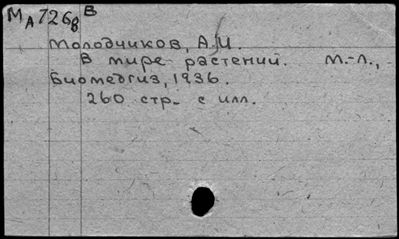 МА726в В
Молодчиков, А.И.
В мире растений. М.-Л.,
Биомедгиз, 1936.
260 стр. с илл.